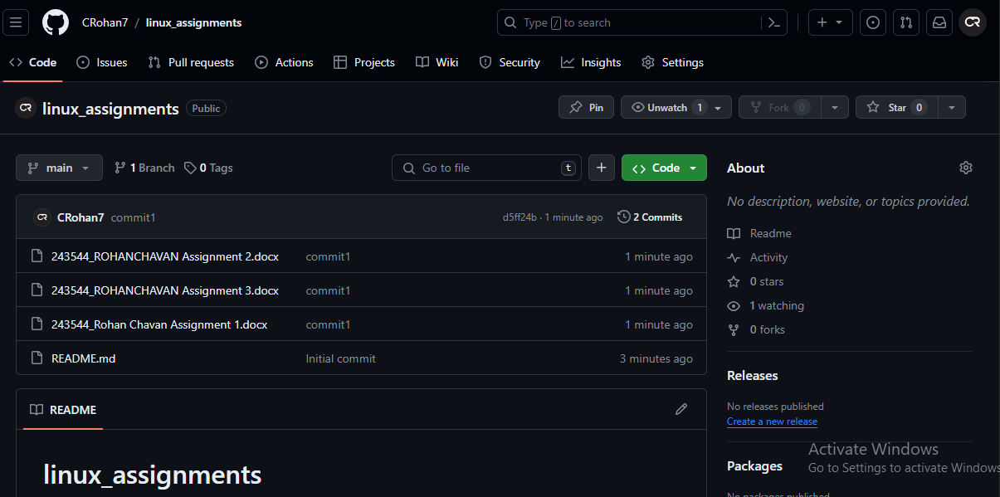 CRohan7 / linux_assignments
Type / to search
Code Issues Pull requests Actions Projects Wiki Security Insights Settings
CR linux_assignments Public Pin Unwatch 1 Fork 0 Star 0
main 1 Branch 0 Tags Go to file t + Code
About
No description, website, or topics provided.
CR CRohan7 commit1 d5ff24b · 1 minute ago 2 Commits
243544_ROHANCHAVAN Assignment 2.docx commit1 1 minute ago
243544_ROHANCHAVAN Assignment 3.docx commit1 1 minute ago
243544_Rohan Chavan Assignment 1.docx commit1 1 minute ago
README.md Initial commit 3 minutes ago
README
linux_assignments
Readme
Activity
0 stars
1 watching
0 forks
Releases
No releases published
Create a new release
Packages
No packages published
Activate Windows
Go to Settings to activate Windows